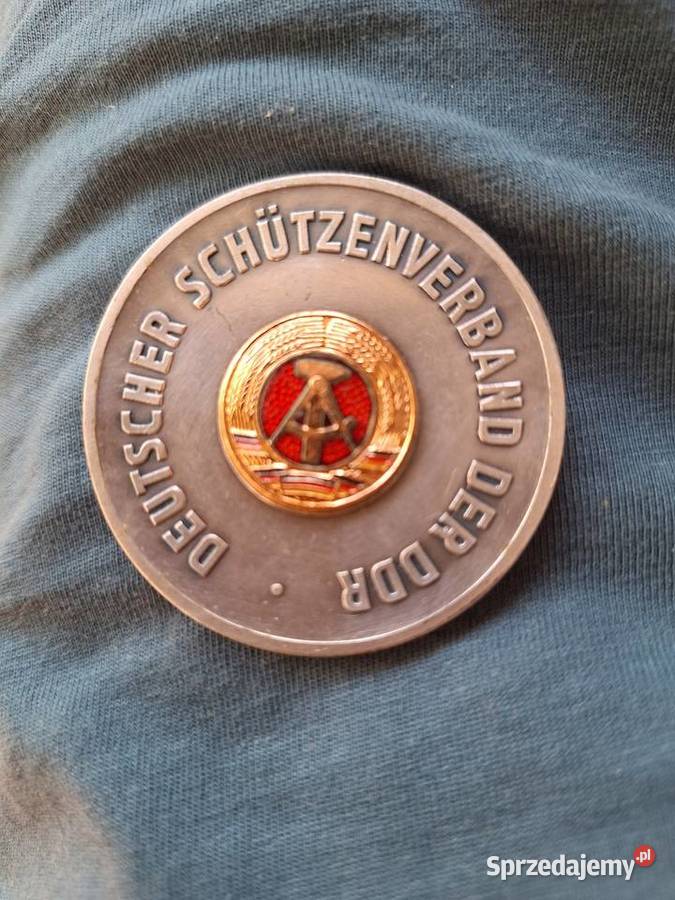 DEUTSCHER SCHÜTZENVERBAND DER DDR
Sprzedajemy.pl